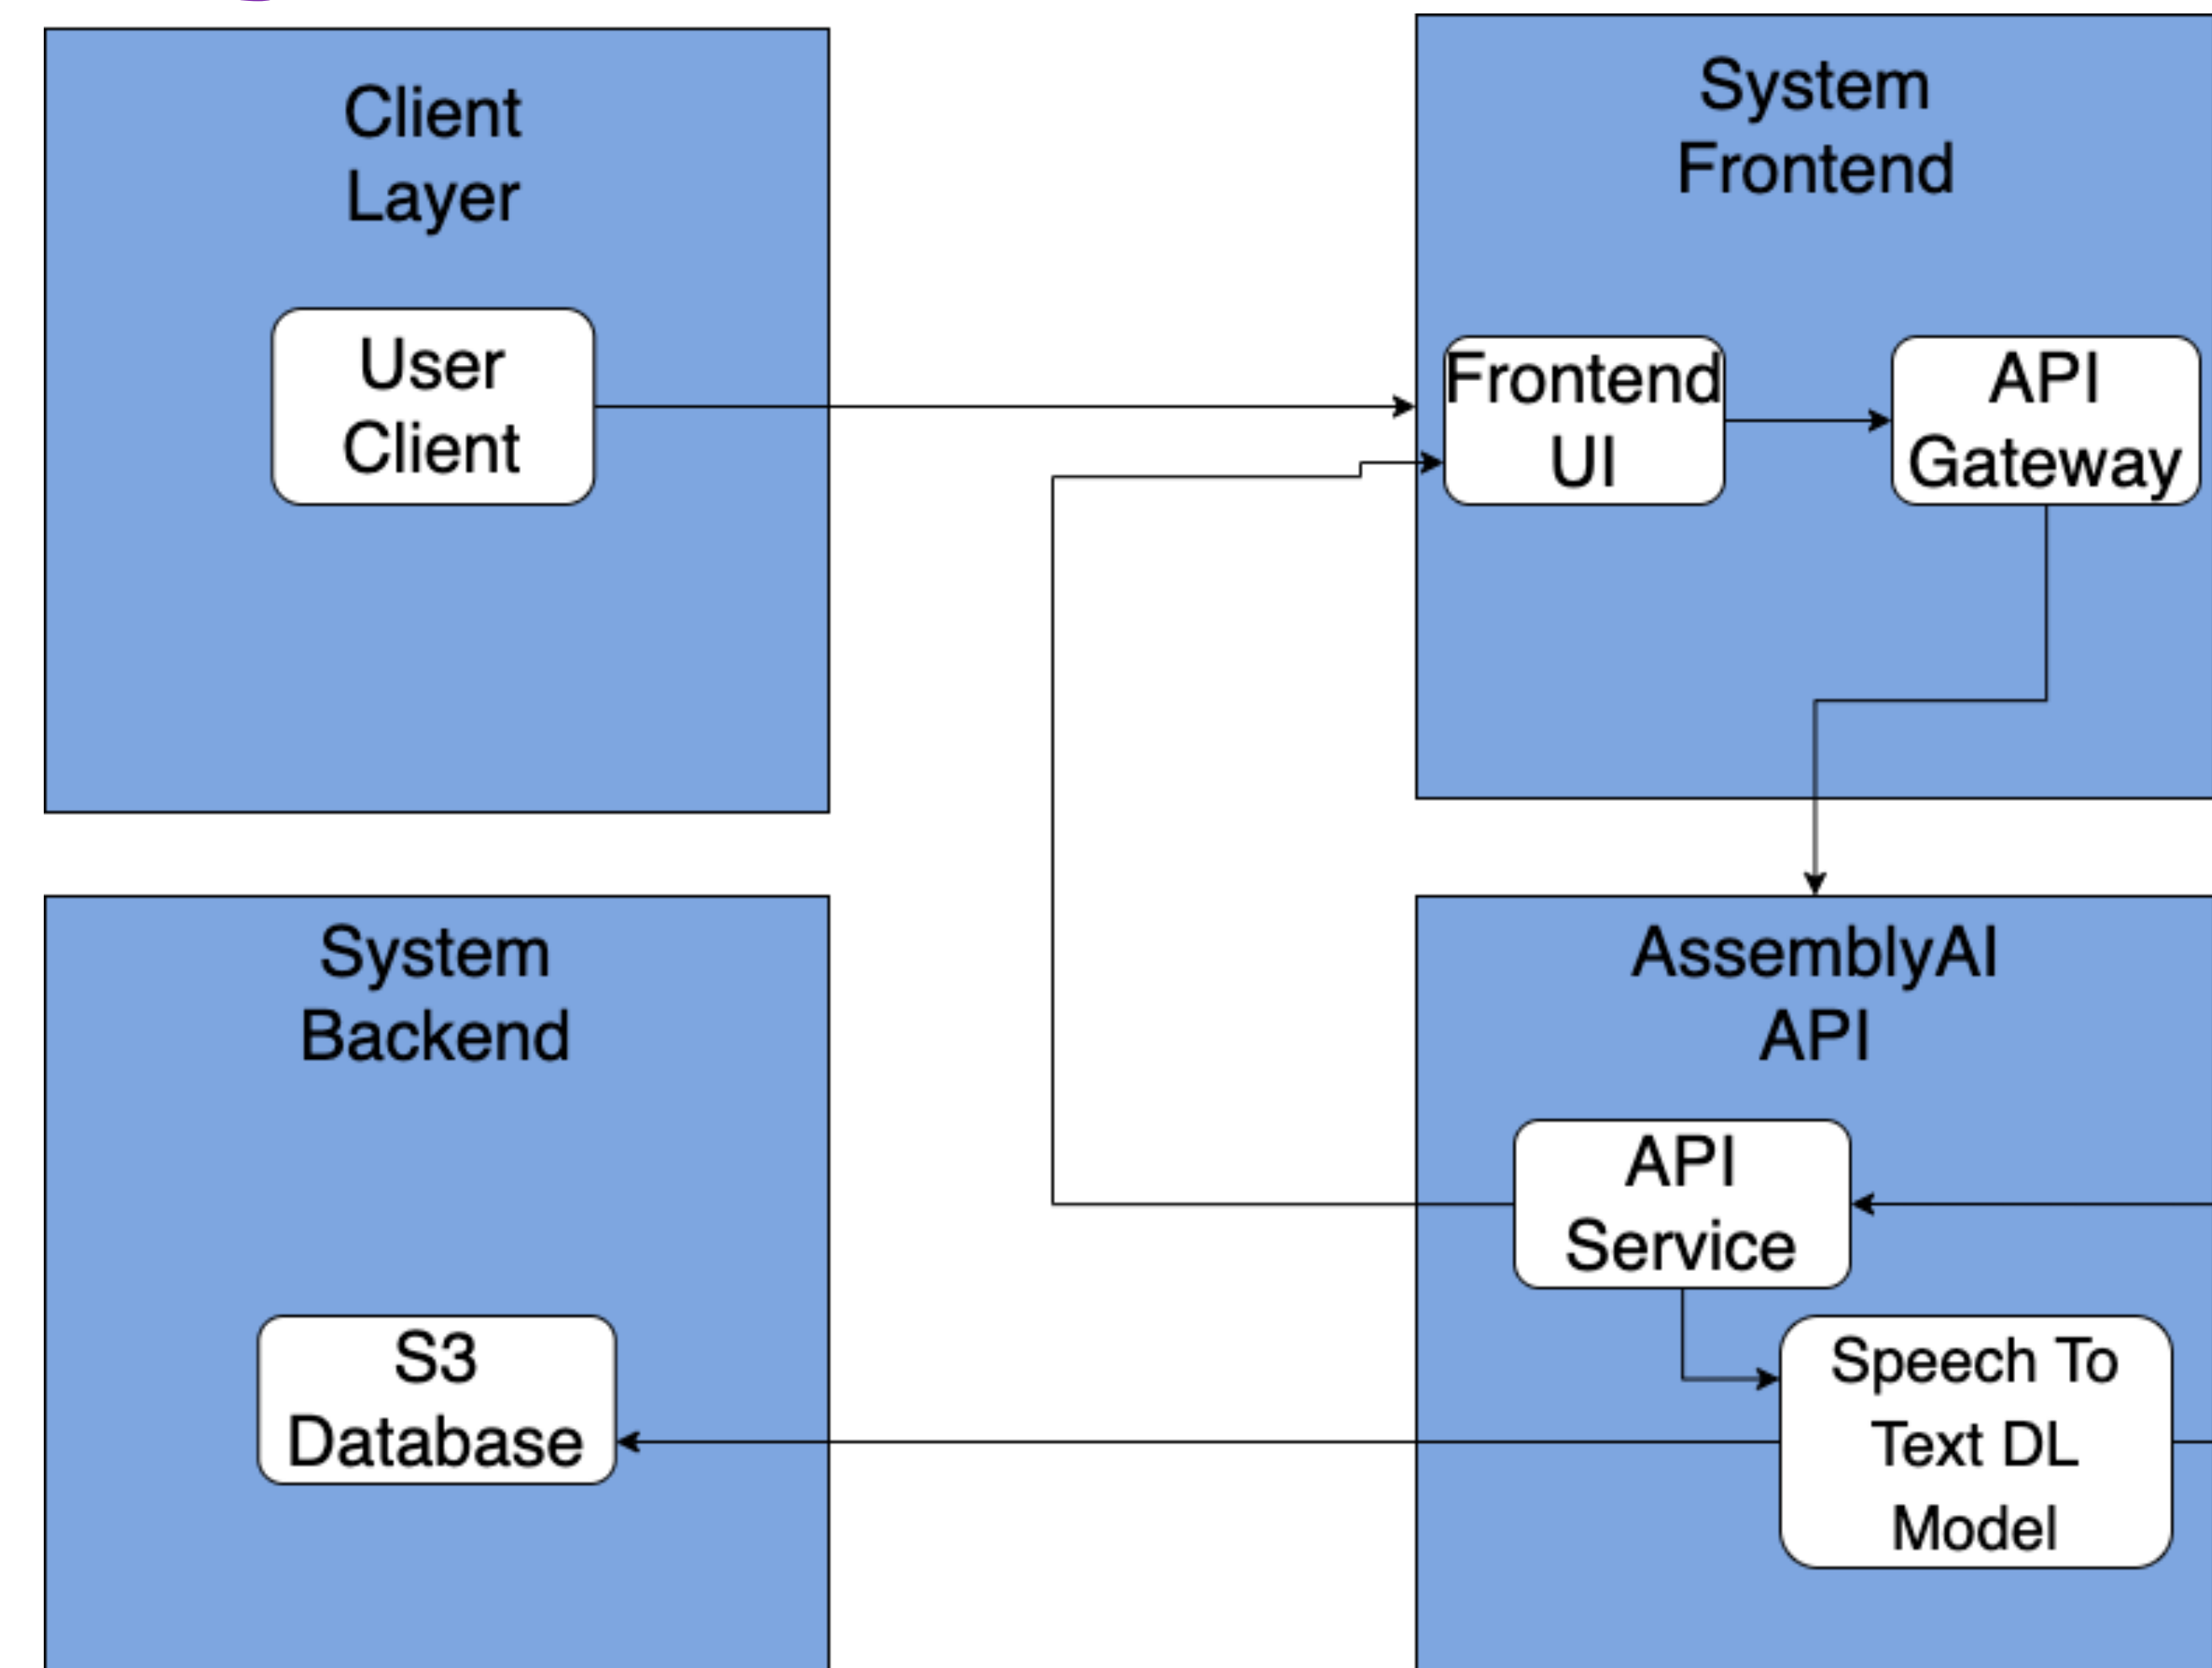 Client
Layer
User
Client
System
Frontend
Frontend
UI
API
Gateway
System
Backend
S3
Database
AssemblyAI
API
API
Service
Speech To
Text DL
Model